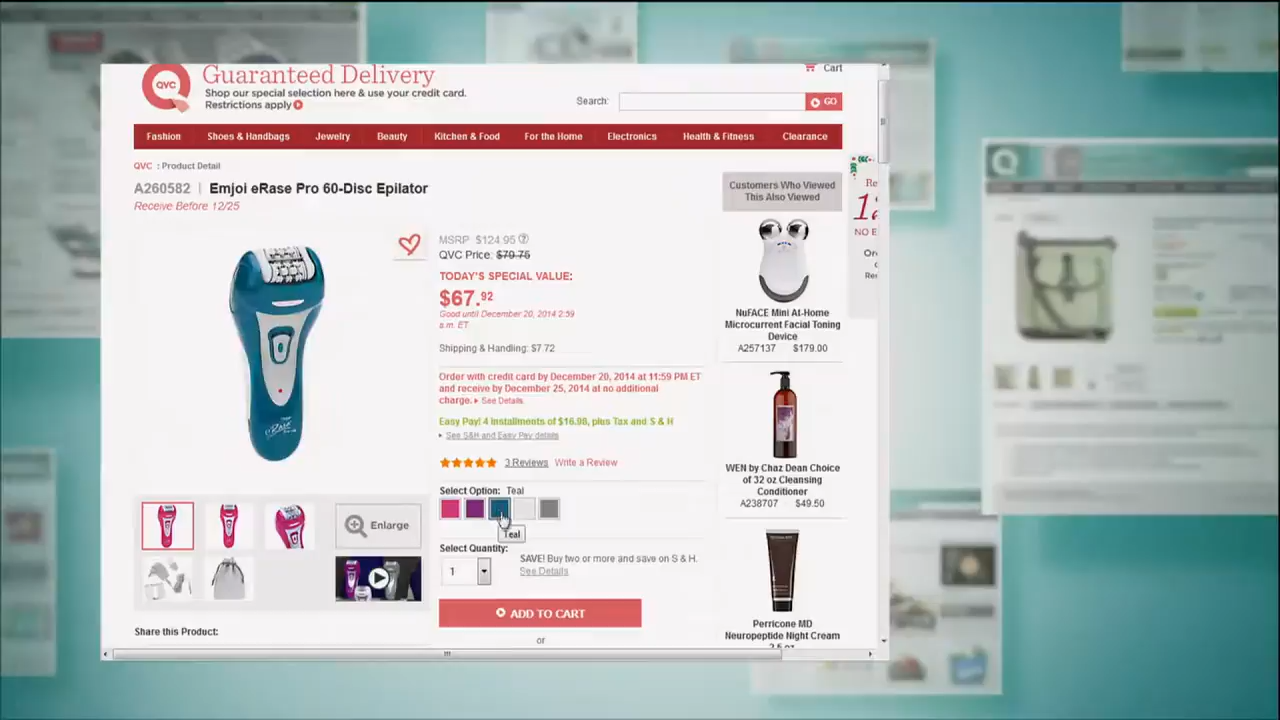 QVC
Guaranteed Delivery
Shop our special selection here & use your credit card.
Restrictions apply
Cart
Search:
GO
Fashion Shoes & Handbags Jewelry Beauty Kitchen & Food For the Home Electronics Health & Fitness Clearance
QVC : Product Detail
A260582 | Emjoi eRase Pro 60-Disc Epilator
Receive Before 12/25
MSRP $124.95
QVC Price: $79.75
TODAY'S SPECIAL VALUE:
$67.92
Good until December 20, 2014 2:59
a.m. ET
Shipping & Handling: $7.72
Order with credit card by December 20, 2014 at 11:59 PM ET
and receive by December 25, 2014 at no additional
charge. See Details
Easy Pay! 4 Installments of $16.98, plus Tax and S & H
See S&H and Easy Pay details
3 Reviews Write a Review
Select Option: Teal
Teal
Select Quantity:
1
SAVE! Buy two or more and save on S & H.
See Details
ADD TO CART
or
Enlarge
Share this Product:
Customers Who Viewed
This Also Viewed
NuFACE Mini At-Home
Microcurrent Facial Toning
Device
A257137 $179.00
WEN by Chaz Dean Choice
of 32 oz Cleansing
Conditioner
A238707 $49.50
Perricone MD
Neuropeptide Night Cream
Re
NO E